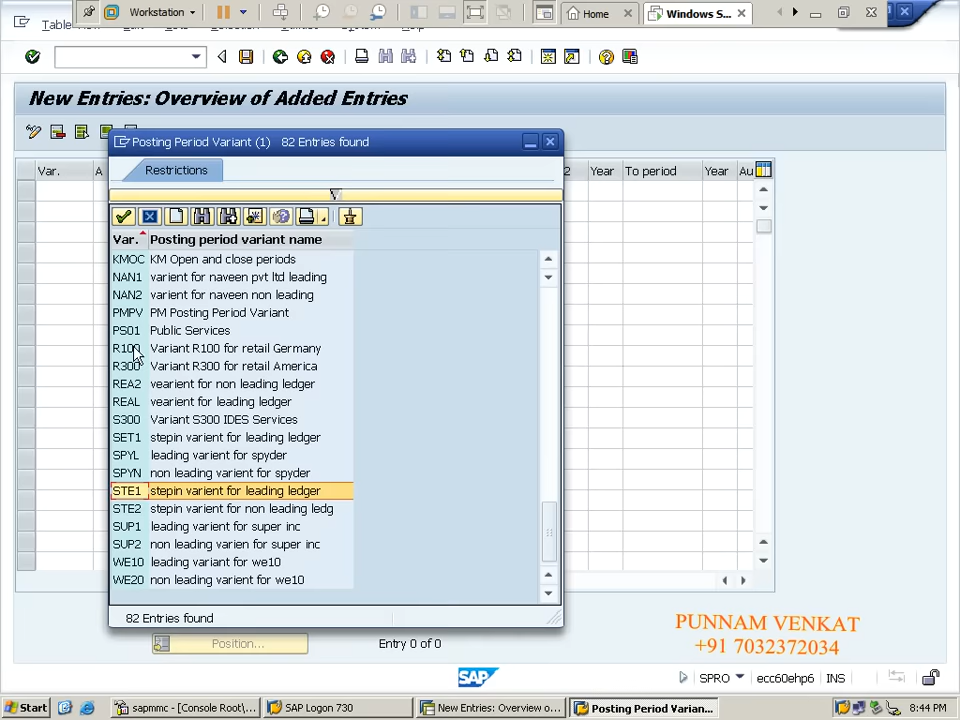 Workstation
Home
Windows S...
New Entries: Overview of Added Entries
Var.
A
2
Year
To period
Year
Au
Posting Period Variant (1) 82 Entries found
Restrictions
Var. Posting period variant name
KMOC KM Open and close periods
NAN1 varient for naveen pvt ltd leading
NAN2 varient for naveen non leading
PMPV PM Posting Period Variant
PS01 Public Services
R100 Variant R100 for retail Germany
R300 Variant R300 for retail America
REA2 vearient for non leading ledger
REAL vearient for leading ledger
S300 Variant S300 IDES Services
SET1 stepin varient for leading ledger
SPYL leading varient for spyder
SPYN non leading varient for spyder
STE1 stepin varient for leading ledger
STE2 stepin varient for non leading ledg
SUP1 leading varient for super inc
SUP2 non leading varien for super inc
WE10 leading variant for we10
WE20 non leading varient for we10
82 Entries found
Position...
Entry 0 of 0
PUNNAM VENKAT
+91 7032372034
SAP
SPRO
ecc60ehp6
INS
Start
sapmmc - [Console Root\...
SAP Logon 730
New Entries: Overview o...
Posting Period Varian...
8:44 PM